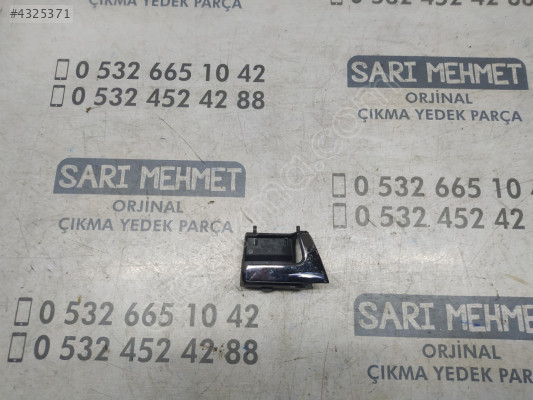 #4325371
0 532 452 42 88
ÇIKMA YEDEK PARÇA
0 532 665 10 42
0 532 452 42 88
SARI MEHMET
ORJİNAL
ÇIKMA YEDEK PARÇA
SARI MEHMET
ORJİNAL
ÇIKMA YEDEK PARÇA
0 532 665 10 4
0 532 452 42
0 532 665 10 42
0 532 452 42 88
SARI MEHMET
ORJİNAL
ÇIKMA YEDEK PARÇA